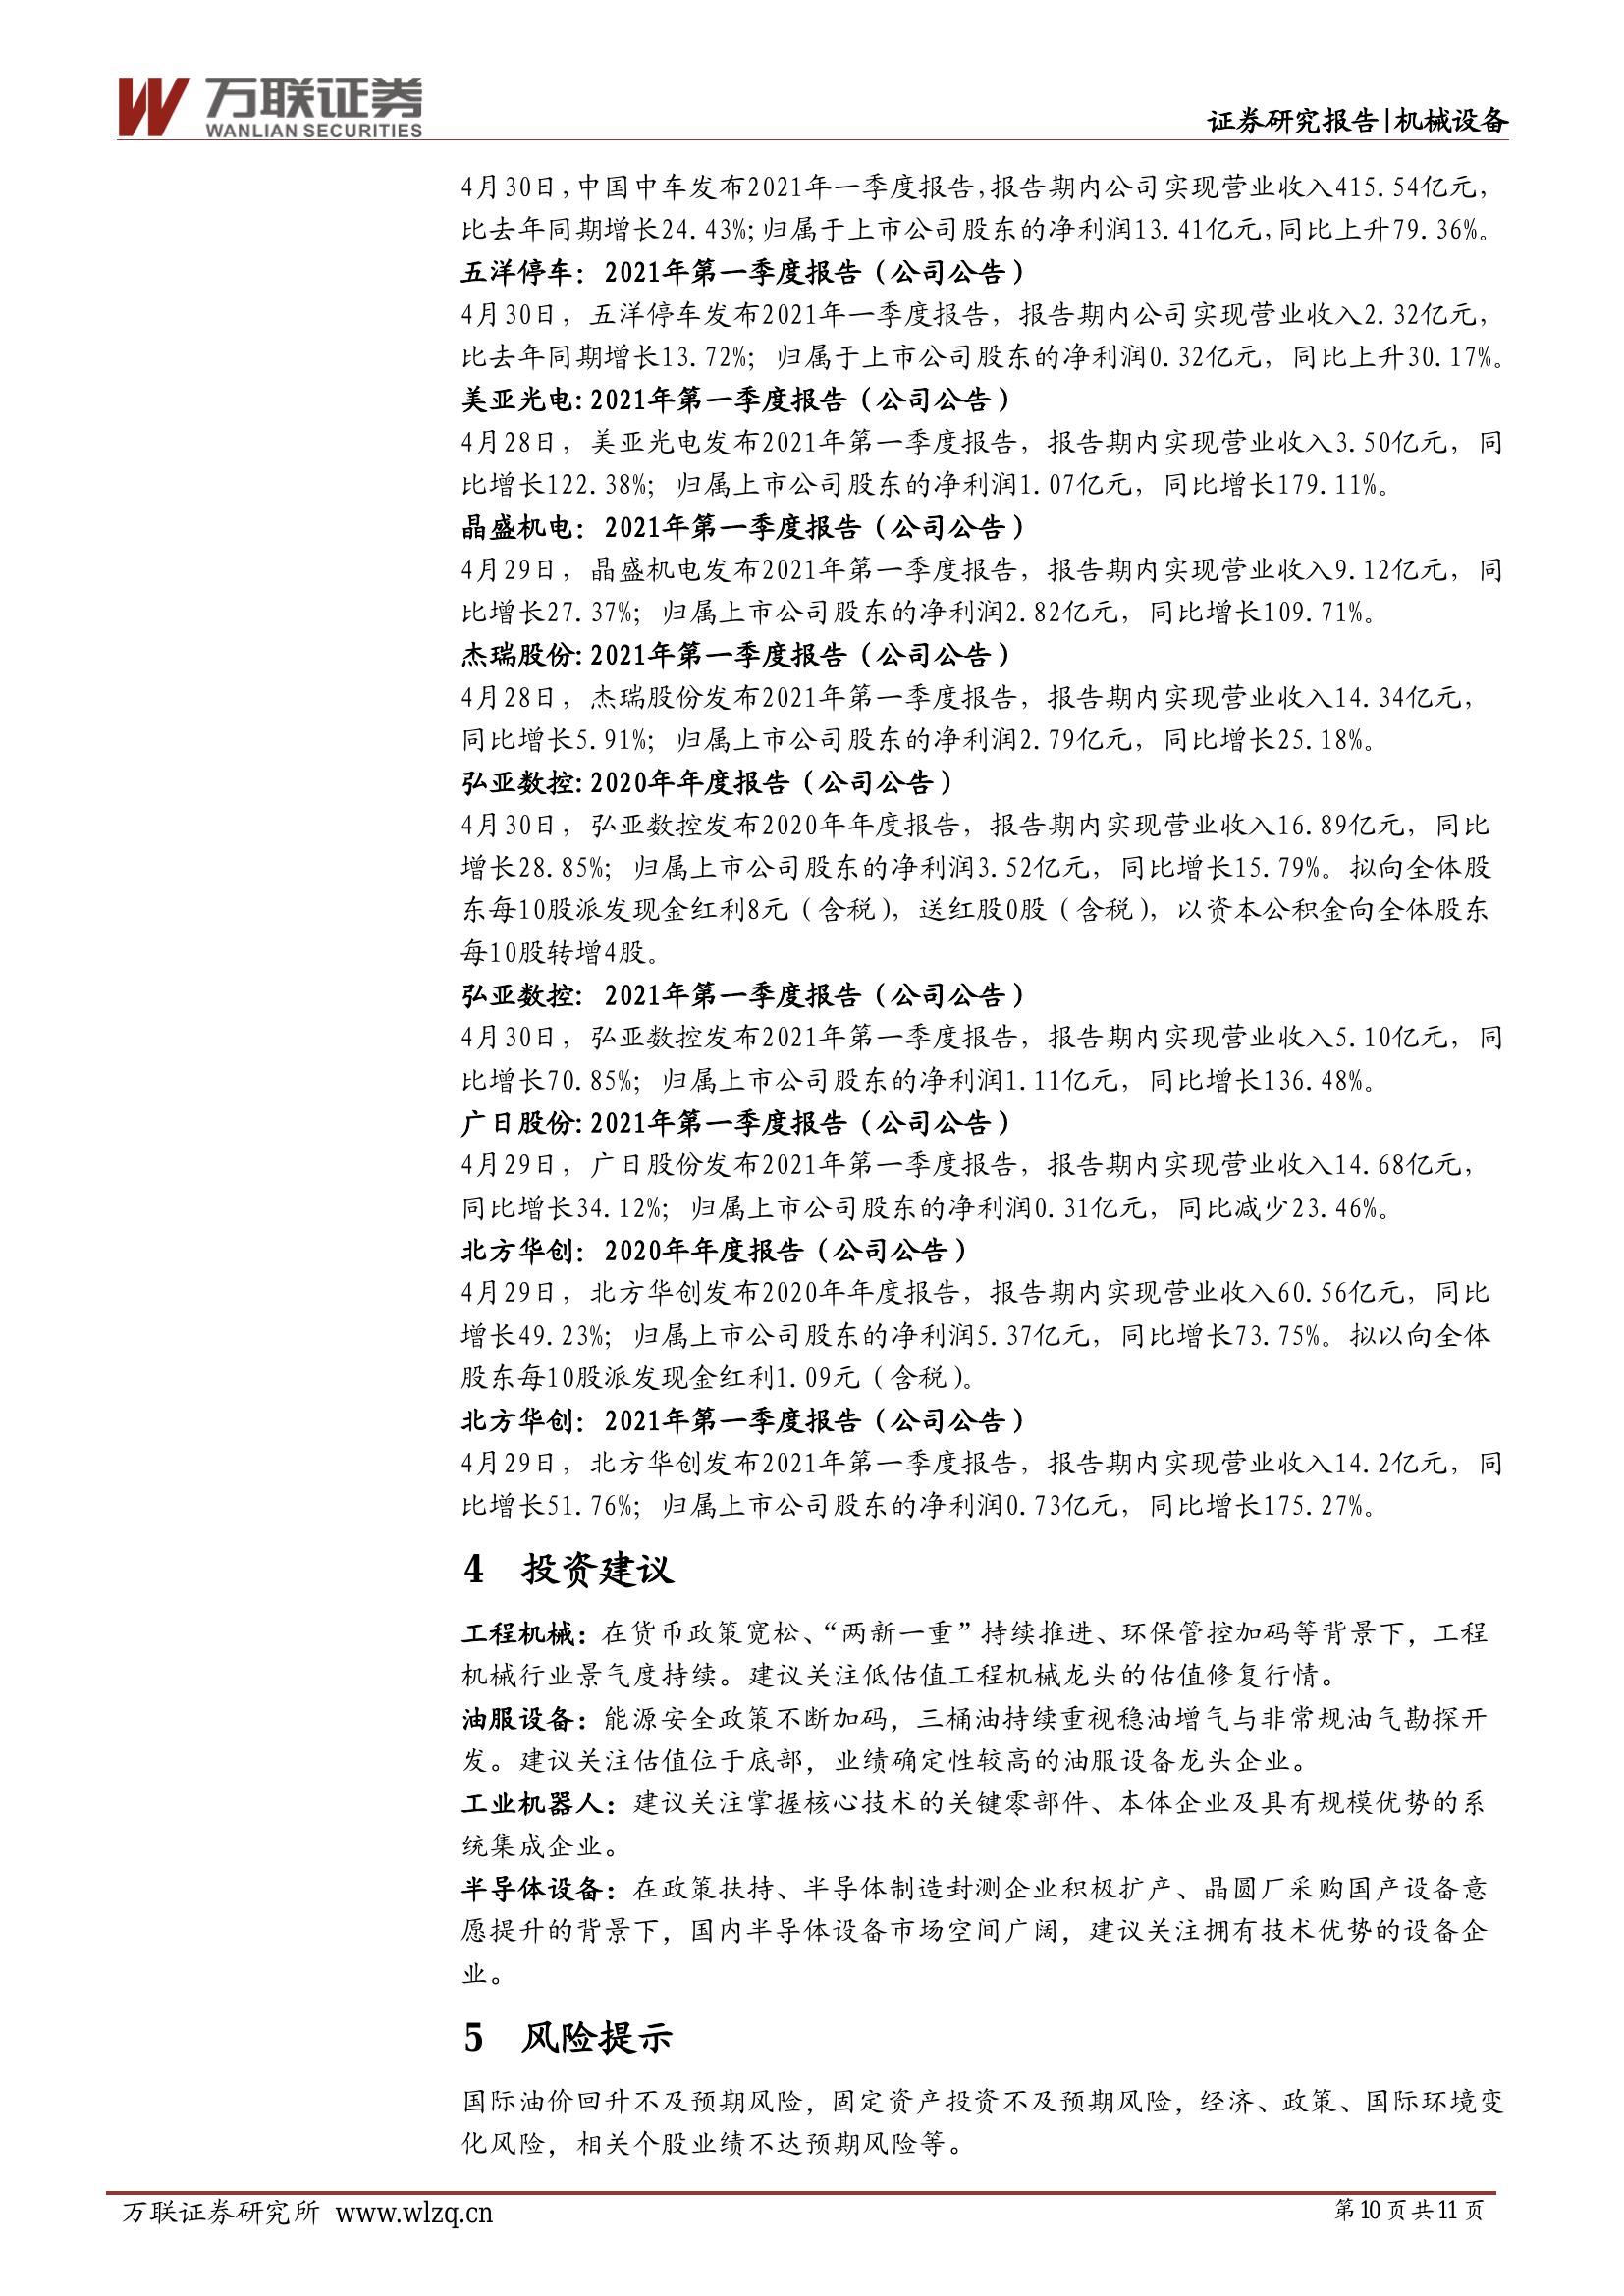 万联证券
WANLIAN SECURITIES
证券研究报告|机械设备
4月30日,中国中车发布2021年一季度报告,报告期内公司实现营业收入415.54亿元,
比去年同期增长24.43%;归属于上市公司股东的净利润13.41亿元,同比上升79.36%。
五洋停车：2021年第一季度报告（公司公告）
4月30日，五洋停车发布2021年一季度报告，报告期内公司实现营业收入2.32亿元，
比去年同期增长13.72%；归属于上市公司股东的净利润0.32亿元，同比上升30.17%。
美亚光电:2021年第一季度报告（公司公告）
4月28日，美亚光电发布2021年第一季度报告，报告期内实现营业收入3.50亿元，同
比增长122.38%；归属上市公司股东的净利润1.07亿元，同比增长179.11%。
晶盛机电：2021年第一季度报告（公司公告）
4月29日，晶盛机电发布2021年第一季度报告，报告期内实现营业收入9.12亿元，同
比增长27.37%；归属上市公司股东的净利润2.82亿元，同比增长109.71%。
杰瑞股份:2021年第一季度报告（公司公告）
4月28日，杰瑞股份发布2021年第一季度报告，报告期内实现营业收入14.34亿元，
同比增长5.91%；归属上市公司股东的净利润2.79亿元，同比增长25.18%。
弘亚数控:2020年年度报告（公司公告）
4月30日，弘亚数控发布2020年年度报告，报告期内实现营业收入16.89亿元，同比
增长28.85%；归属上市公司股东的净利润3.52亿元，同比增长15.79%。拟向全体股
东每10股派发现金红利8元（含税），送红股0股（含税），以资本公积金向全体股东
每10股转增4股。
弘亚数控：2021年第一季度报告（公司公告）
4月30日，弘亚数控发布2021年第一季度报告，报告期内实现营业收入5.10亿元，同
比增长70.85%；归属上市公司股东的净利润1.11亿元，同比增长136.48%。
广日股份:2021年第一季度报告（公司公告）
4月29日，广日股份发布2021年第一季度报告，报告期内实现营业收入14.68亿元，
同比增长34.12%；归属上市公司股东的净利润0.31亿元，同比减少23.46%。
北方华创：2020年年度报告（公司公告）
4月29日，北方华创发布2020年年度报告，报告期内实现营业收入60.56亿元，同比
增长49.23%；归属上市公司股东的净利润5.37亿元，同比增长73.75%。拟以向全体
股东每10股派发现金红利1.09元（含税）。
北方华创：2021年第一季度报告（公司公告）
4月29日，北方华创发布2021年第一季度报告，报告期内实现营业收入14.2亿元，同
比增长51.76%；归属上市公司股东的净利润0.73亿元，同比增长175.27%。
4 投资建议
工程机械：在货币政策宽松、“两新一重”持续推进、环保管控加码等背景下，工程
机械行业景气度持续。建议关注低估值工程机械龙头的估值修复行情。
油服设备：能源安全政策不断加码，三桶油持续重视稳油增气与非常规油气勘探开
发。建议关注估值位于底部，业绩确定性较高的油服设备龙头企业。
工业机器人：建议关注掌握核心技术的关键零部件、本体企业及具有规模优势的系
统集成企业。
半导体设备：在政策扶持、半导体制造封测企业积极扩产、晶圆厂采购国产设备意
愿提升的背景下，国内半导体设备市场空间广阔，建议关注拥有技术优势的设备企
业。
5 风险提示
国际油价回升不及预期风险，固定资产投资不及预期风险，经济、政策、国际环境变
化风险，相关个股业绩不达预期风险等。
万联证券研究所 www.wlzq.cn
第 10 页 共 11 页